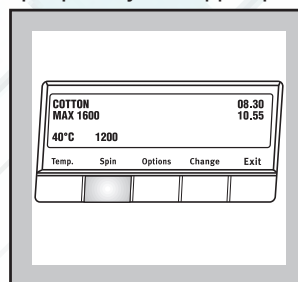 COTTON 08.30
MAX 1600 10.55
40°C 1200
Temp. Spin Options Change Exit